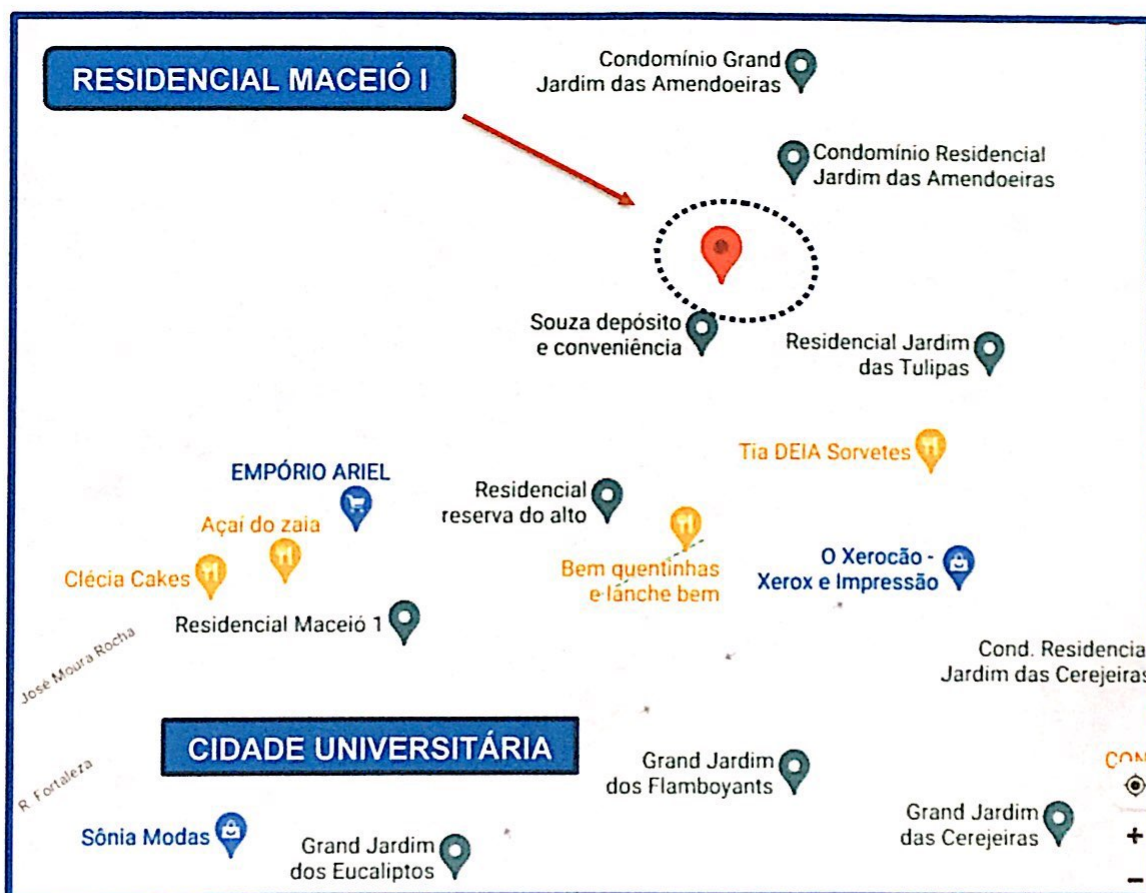 RESIDENCIAL MACEIÓ I
Condomínio Grand
Jardim das Amendoeiras
Condomínio Residencial
Jardim das Amendoeiras
Souza depósito
e conveniência
Residencial Jardim
das Tulipas
Tia DEIA Sorvetes
EMPÓRIO ARIEL
Residencial
reserva do alto
Açaí do zaia
Clécia Cakes
Bem quentinhas
e lanche bem
O Xerocão -
Xerox e Impressão
Residencial Maceió 1
José Moura Rocha
Cond. Residencia
Jardim das Cerejeiras
CIDADE UNIVERSITÁRIA
R. Fortaleza
Grand Jardim
dos Flamboyants
CON
Grand Jardim
das Cerejeiras
Sônia Modas
Grand Jardim
dos Eucaliptos
+
−